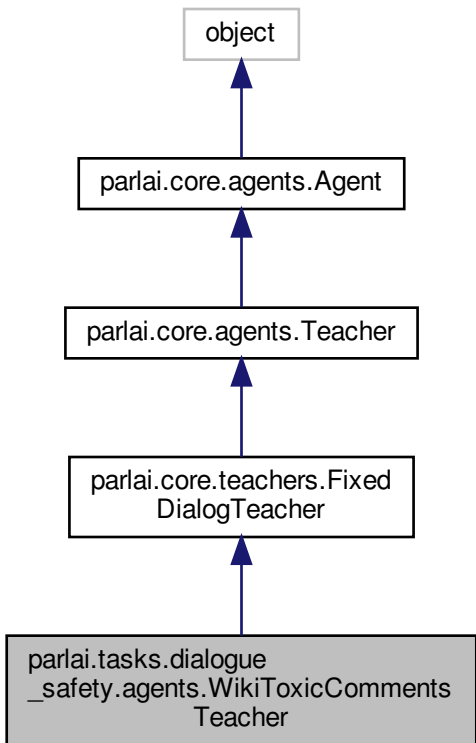 object
parlai.core.agents.Agent
parlai.core.agents.Teacher
parlai.core.teachers.Fixed
DialogTeacher
parlai.tasks.dialogue
_safety.agents.WikiToxicComments
Teacher